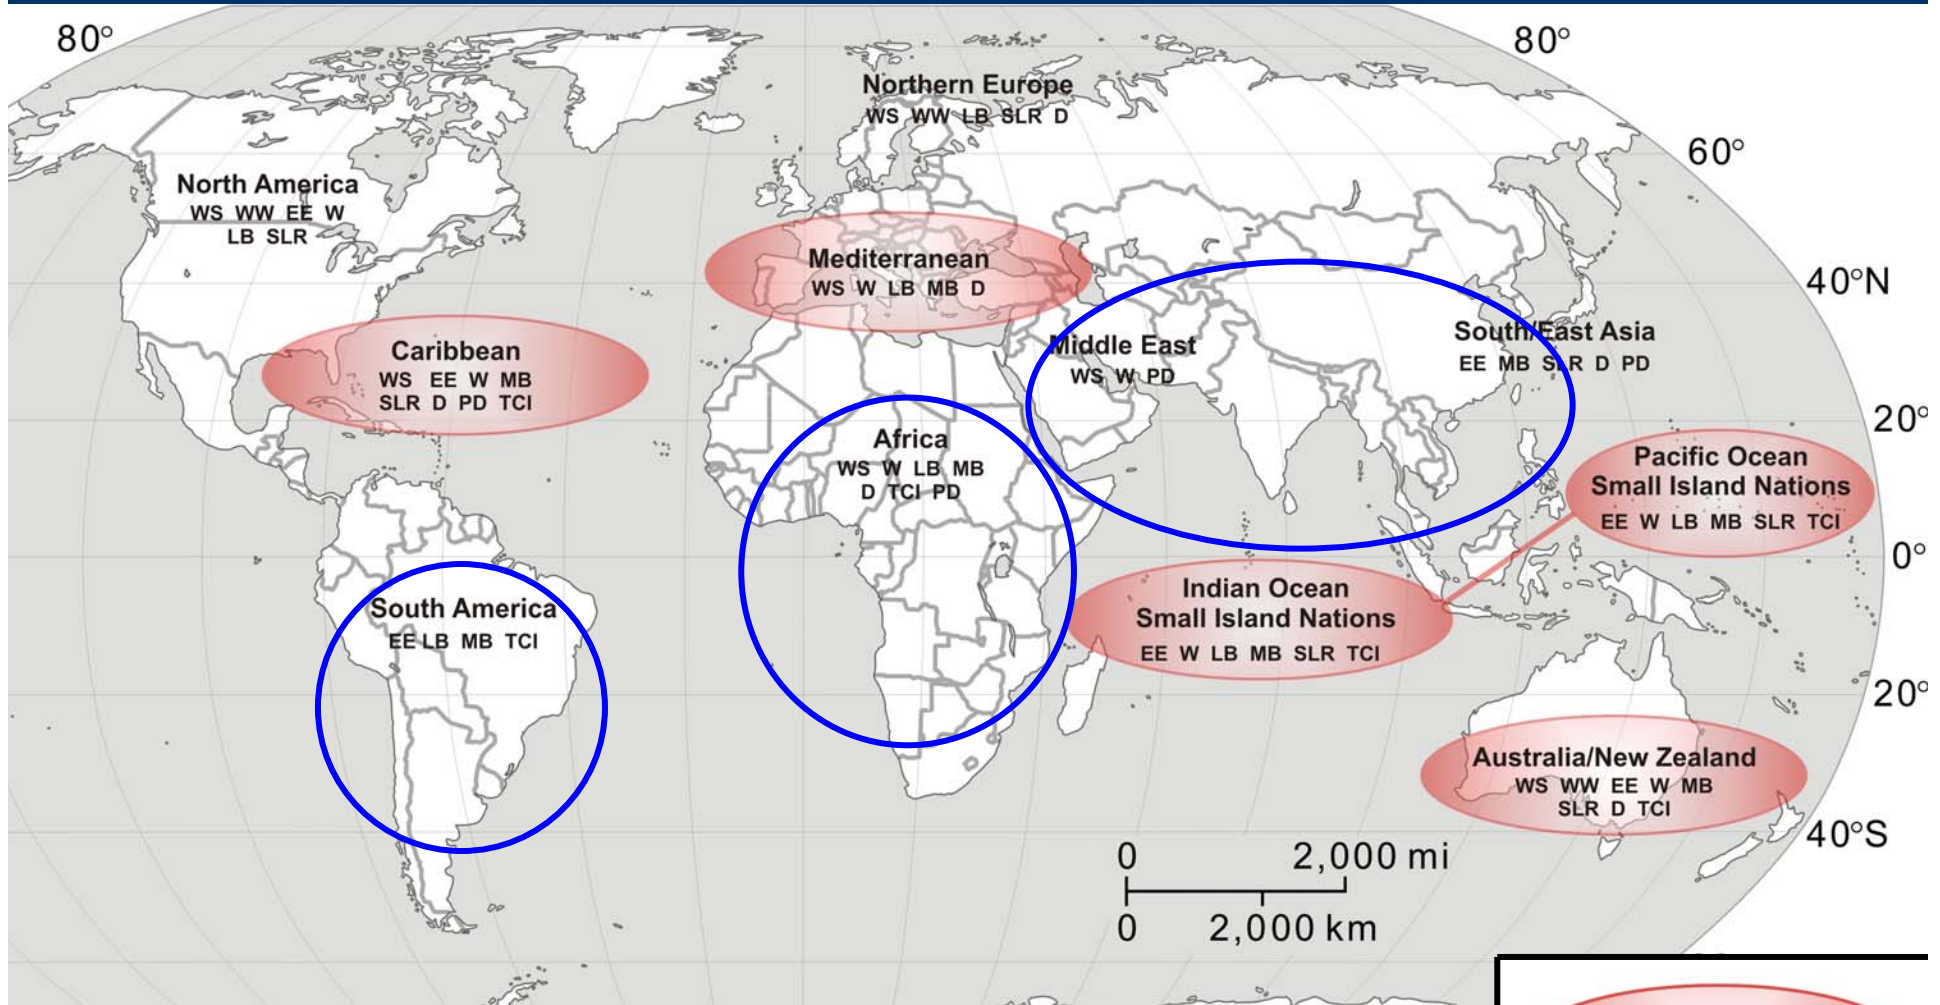 80°
80°
Northern Europe
WS WW LB SLR D
60°
North America
WS WW EE W
LB SLR
Mediterranean
WS W LB MB D
40°N
Middle East
WS W PD
South/East Asia
EE MB SLR D PD
Caribbean
WS EE W MB
SLR D PD TCI
20°
Africa
WS W LB MB
D TCI PD
Pacific Ocean
Small Island Nations
EE W LB MB SLR TCI
0°
Indian Ocean
Small Island Nations
EE W LB MB SLR TCI
South America
EE LB MB TCI
20°
Australia/New Zealand
WS WW EE W MB
SLR D TCI
40°S
0 2,000 mi
0 2,000 km